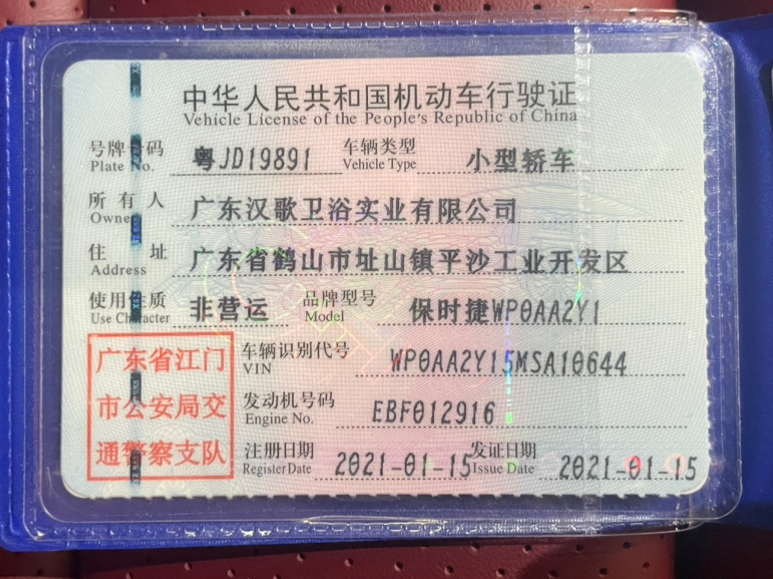 中华人民共和国机动车行驶证
Vehicle License of the People's Republic of China
号牌号码 粤JD19891 车辆类型 小型轿车
Plate No. Vehicle Type
所有人 广东汉歌卫浴实业有限公司
Owner
住址 广东省鹤山市址山镇平沙工业开发区
Address
使用性质 非营运 品牌型号 保时捷WP0AA2Y1
Use Character Model
广东省江门 车辆识别代号 WP0AA2Y15MSA10644
VIN
市公安局交 发动机号码 EBF012916
Engine No.
通警察支队 注册日期 2021-01-15 发证日期 2021-01-15
Register Date Issue Date